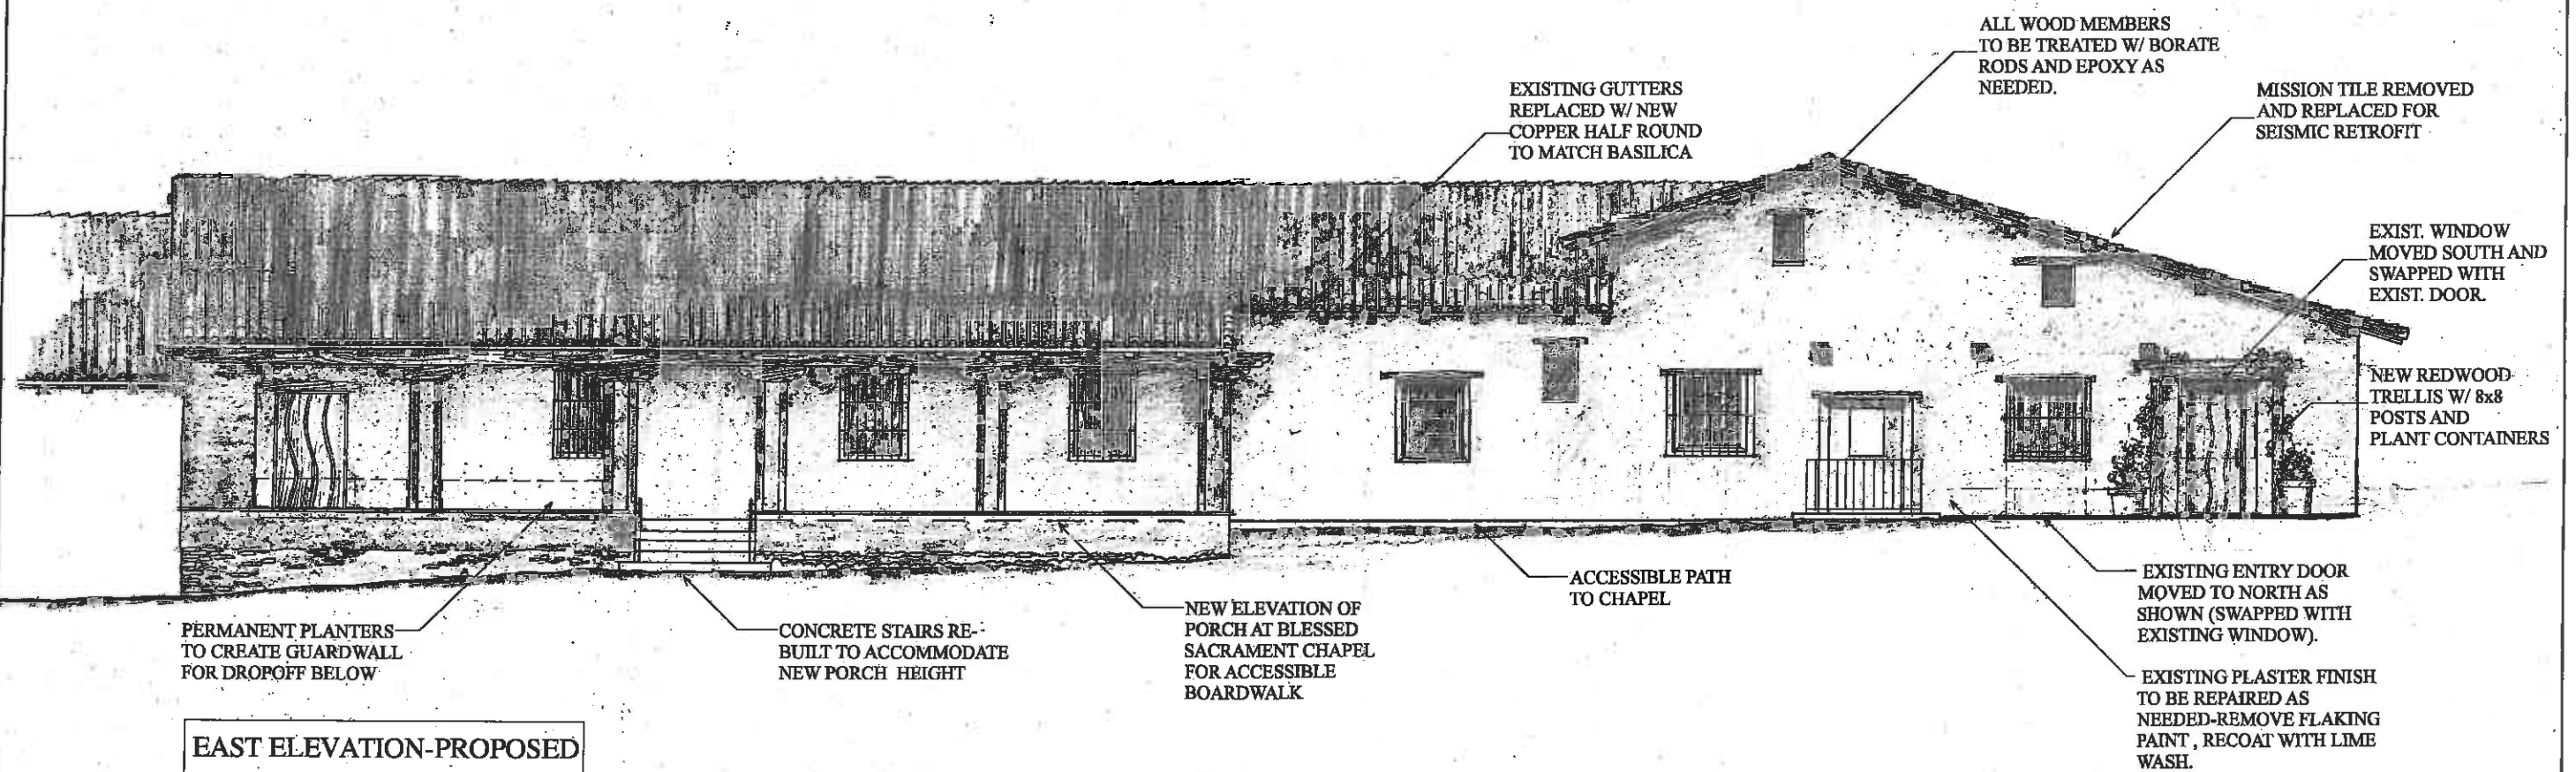 ALL WOOD MEMBERS
TO BE TREATED W/ BORATE
RODS AND EPOXY AS
NEEDED.
EXISTING GUTTERS
REPLACED W/ NEW
COPPER HALF ROUND
TO MATCH BASILICA
MISSION TILE REMOVED
AND REPLACED FOR
SEISMIC RETROFIT
EXIST. WINDOW
MOVED SOUTH AND
SWAPPED WITH
EXIST. DOOR.
NEW REDWOOD
TRELLIS W/ 8x8
POSTS AND
PLANT CONTAINERS
PERMANENT PLANTERS
TO CREATE GUARDWALL
FOR DROPOFF BELOW
CONCRETE STAIRS RE-
BUILT TO ACCOMMODATE
NEW PORCH HEIGHT
NEW ELEVATION OF
PORCH AT BLESSED
SACRAMENT CHAPEL
FOR ACCESSIBLE
BOARDWALK
ACCESSIBLE PATH
TO CHAPEL
EXISTING ENTRY DOOR
MOVED TO NORTH AS
SHOWN (SWAPPED WITH
EXISTING WINDOW).
EXISTING PLASTER FINISH
TO BE REPAIRED AS
NEEDED-REMOVE FLAKING
PAINT , RECOAT WITH LIME
WASH.
EAST ELEVATION-PROPOSED